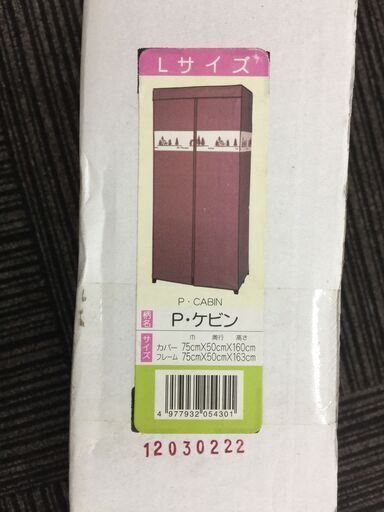 Lサイズ
P・CABIN
柄名 P・ケビン
サイズ 巾 奥行 高さ
カバー 75cmX50cmX160cm
フレーム 75cmX50cmX163cm
4 977932 054301
12030222